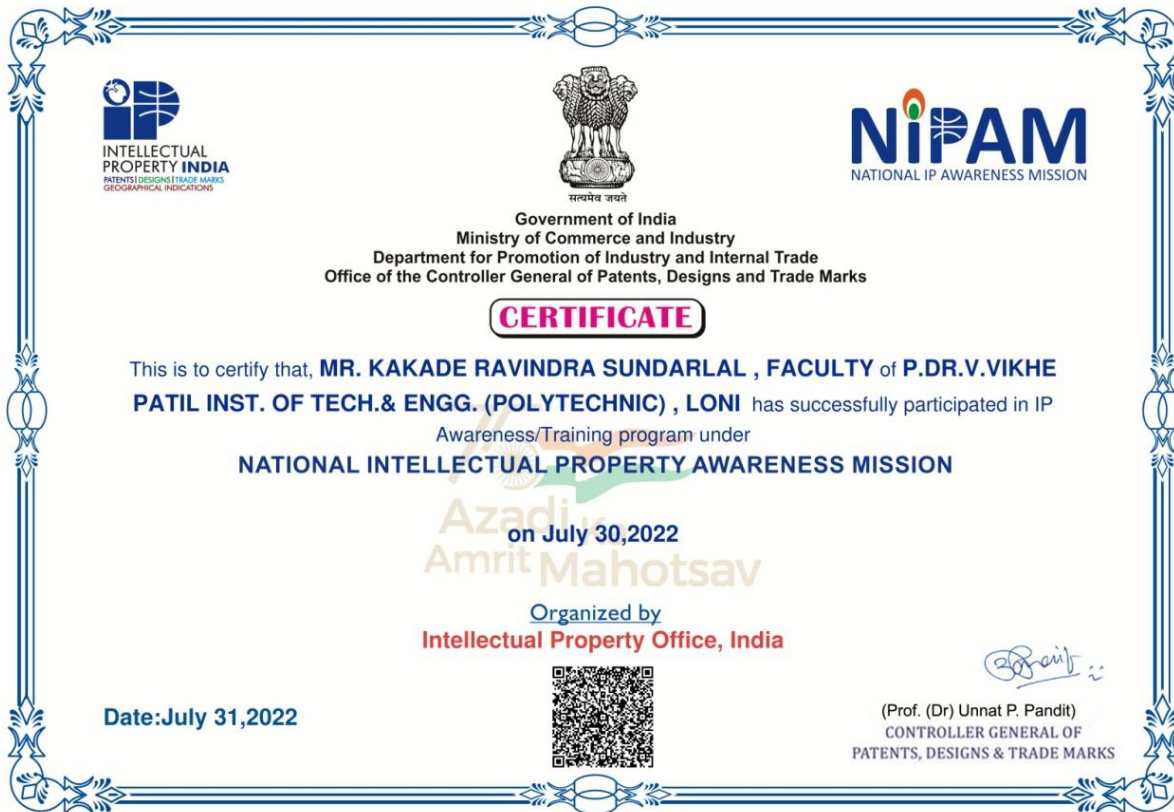 INTELLECTUAL
PROPERTY INDIA
PATENTS | DESIGNS | TRADE MARKS
GEOGRAPHICAL INDICATIONS
सत्यमेव जयते
NiPAM
NATIONAL IP AWARENESS MISSION
Government of India
Ministry of Commerce and Industry
Department for Promotion of Industry and Internal Trade
Office of the Controller General of Patents, Designs and Trade Marks
CERTIFICATE
This is to certify that, MR. KAKADE RAVINDRA SUNDARLAL , FACULTY of P.DR.V.VIKHE
PATIL INST. OF TECH.& ENGG. (POLYTECHNIC) , LONI has successfully participated in IP
Awareness/Training program under
NATIONAL INTELLECTUAL PROPERTY AWARENESS MISSION
Azadi Ka
on July 30,2022
Amrit Mahotsav
Organized by
Intellectual Property Office, India
Date:July 31,2022
(Prof. (Dr) Unnat P. Pandit)
CONTROLLER GENERAL OF
PATENTS, DESIGNS & TRADE MARKS